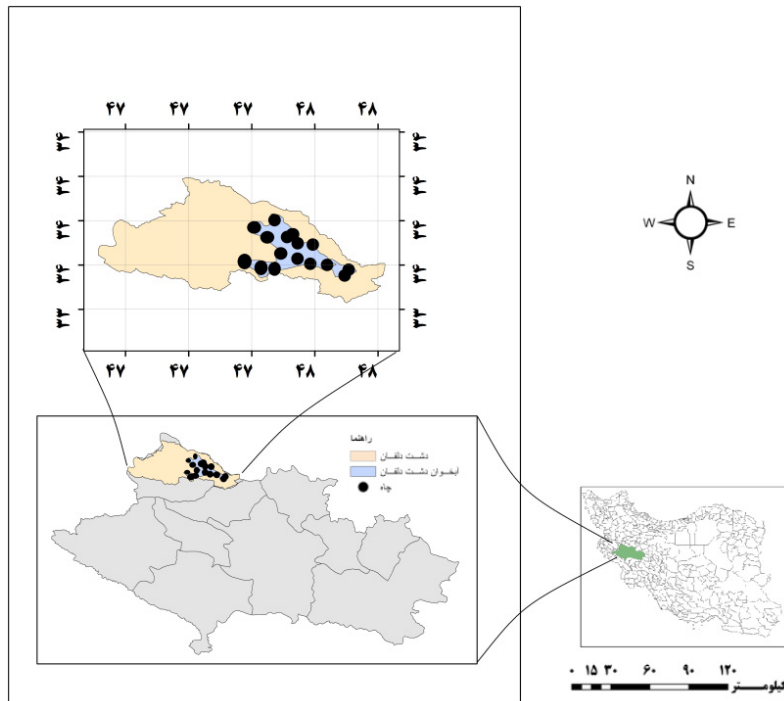 ۴۷ ۴۷ ۴۷ ۴۸ ۴۸
۳۴ ۳۴
۳۴ ۳۴
۳۴ ۳۴
۳۴ ۳۴
۳۳ ۳۳
۴۷ ۴۷ ۴۷ ۴۸ ۴۸
N
W E
S
راهنما
دشت دلفان
آبخوان دشت دلفان
چاه
۰ ۱۵ ۳۰ ۶۰ ۹۰ ۱۲۰
کیلومتر